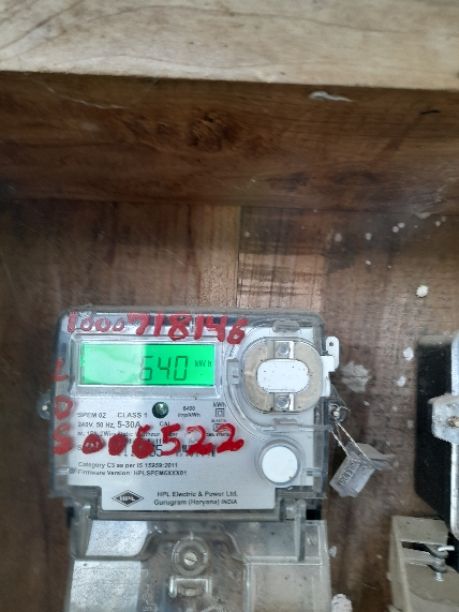 1000718146
640 kWh
SPEM 02 CLASS 1
240V, 50 Hz, 5-30A
6400
imp/kWh
L
D
S 006522
Category C3 as per IS 15959:2011
Firmware Version: HPLSPEM6XXX01
HPL
HPL Electric & Power Ltd.
Gurugram (Haryana) INDIA